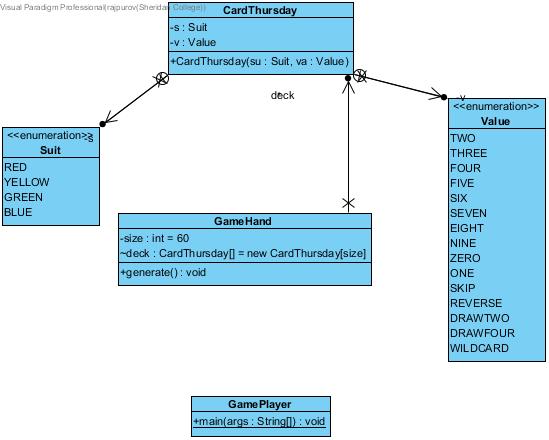 Visual Paradigm Professional(rajpurov(Sheridan College))
CardThursday
-s : Suit
-v : Value
+CardThursday(su : Suit, va : Value)
deck
-s
<<enumeration>>
Suit
RED
YELLOW
GREEN
BLUE
-v
<<enumeration>>
Value
TWO
THREE
FOUR
FIVE
SIX
SEVEN
EIGHT
NINE
ZERO
ONE
SKIP
REVERSE
DRAWTWO
DRAWFOUR
WILDCARD
GameHand
-size : int = 60
~deck : CardThursday[] = new CardThursday[size]
+generate() : void
GamePlayer
+main(args : String[]) : void